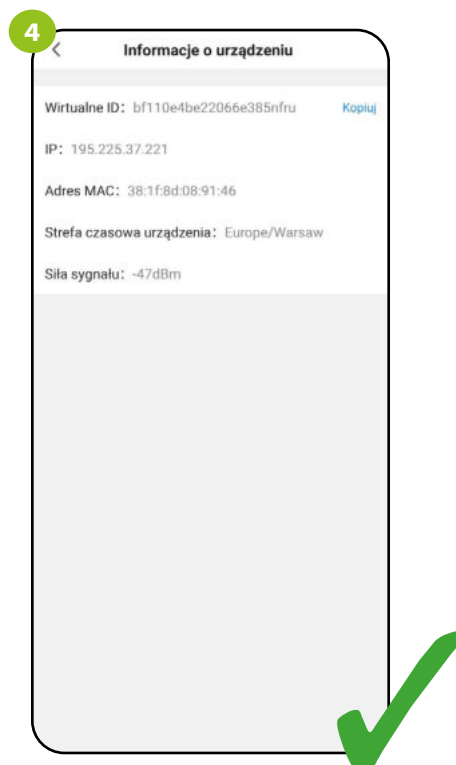 4
Informacje o urządzeniu
Wirtualne ID: bf110e4be22066e385nfru Kopiuj
IP: 195.225.37.221
Adres MAC: 38:1f:8d:08:91:46
Strefa czasowa urządzenia: Europe/Warsaw
Siła sygnału: -47dBm